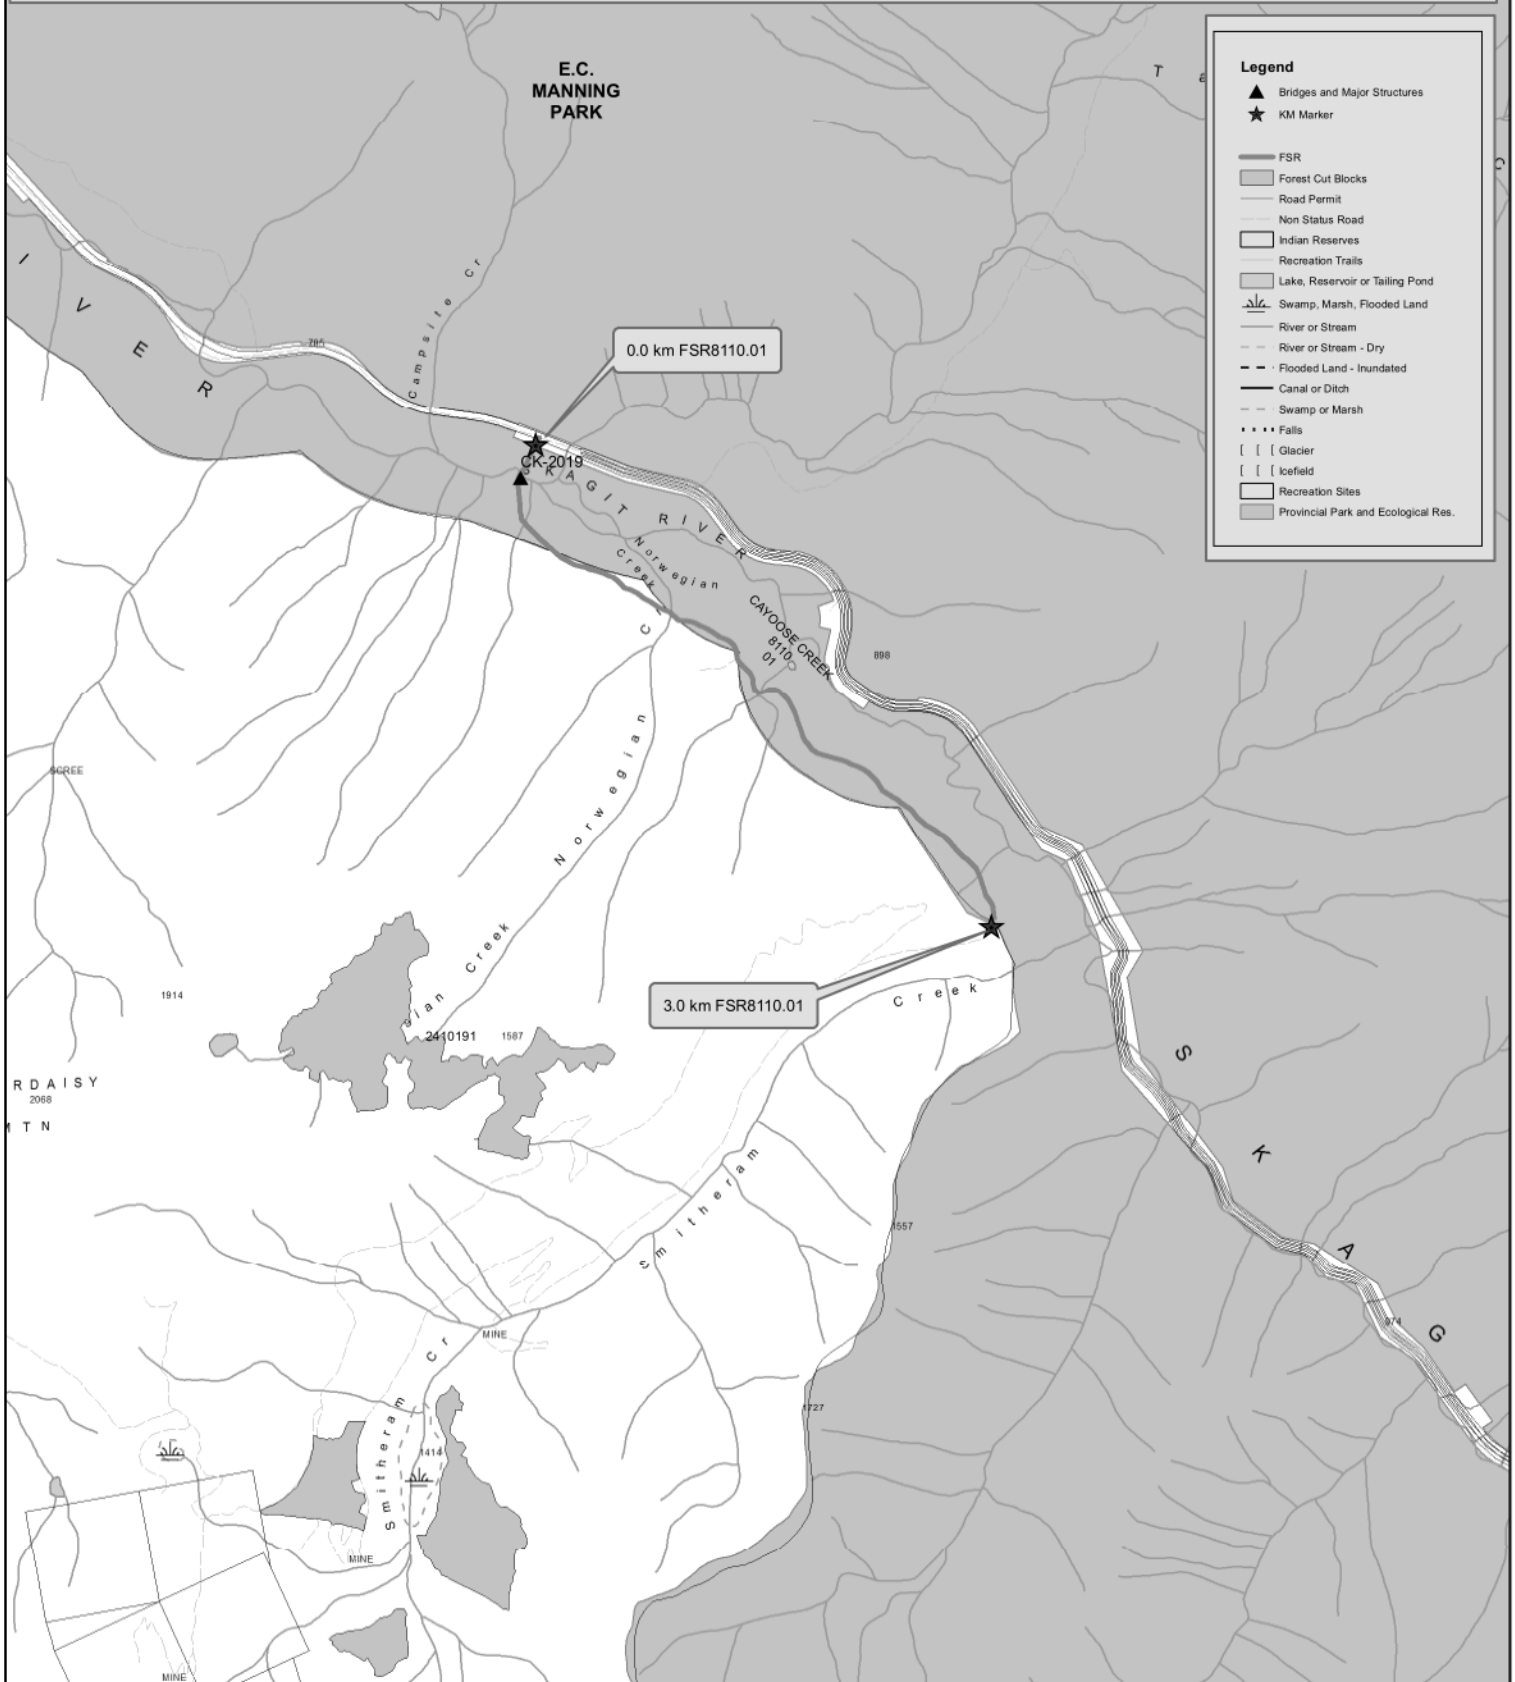 E.C.
MANNING
PARK
T a
C
Legend
Bridges and Major Structures
KM Marker
FSR
Forest Cut Blocks
Road Permit
Non Status Road
Indian Reserves
Recreation Trails
Lake, Reservoir or Tailing Pond
Swamp, Marsh, Flooded Land
River or Stream
River or Stream - Dry
Flooded Land - Inundated
Canal or Ditch
Swamp or Marsh
Falls
Glacier
Icefield
Recreation Sites
Provincial Park and Ecological Res.
I V E R
785
Campsite Cr
0.0 km FSR8110.01
CK-2019
SKAGIT RIVER
Norwegian
Creek
CAYOOSE CREEK
8110
01
898
Cr
Norwegian
SCREE
Creek
gian
1914
2410191
1587
3.0 km FSR8110.01
Creek
Smitheram
RDAISY
2068
MTN
S K A G
1557
974
MINE
Smitheram Cr
1727
1414
MINE
MINE